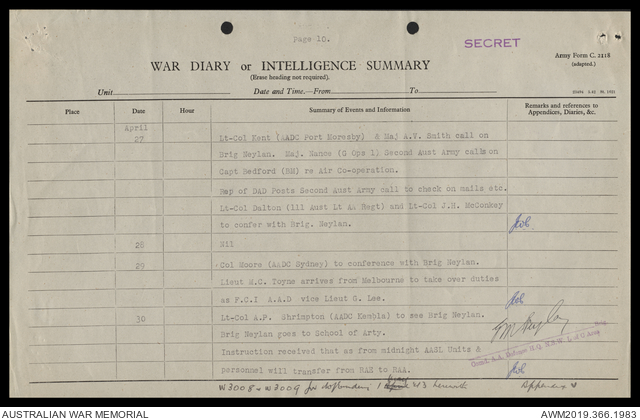 Page 10.
SECRET
Army Form C. 2118
(adapted.)
WAR DIARY or INTELLIGENCE SUMMARY
(Erase heading not required).
Unit Date and Time.—From To
Place Date Hour Summary of Events and Information Remarks and references to Appendices, Diaries, &c.
April
27 Lt-Col Kent (AADC Port Moresby) & Maj A.T. Smith call on
Brig Neylan. Maj. Nance (G Ops 1) Second Aust Army calls on
Capt Bedford (BM) re Air Co-operation.
Rep of DAD Posts Second Aust Army call to check on mails etc.
Lt-Col Dalton (111 Aust Lt AA Regt) and Lt-Col J.H. McConkey
to confer with Brig. Neylan.
28 Nil
29 Col Moore (AADC Sydney) to conference with Brig Neylan.
Lieut M.C. Toyne arrives from Melbourne to take over duties
as F.C.I A.A.D vice Lieut G. Lee.
30 Lt-Col A.P. Shrimpton (AADC Kembla) to see Brig Neylan.
Brig Neylan goes to School of Arty.
Instruction received that as from midnight AASL Units &
personnel will transfer from RAE to RAA.
W3008 & W3009 for 1 W3
AUSTRALIAN WAR MEMORIAL
AWM2019.366.1983